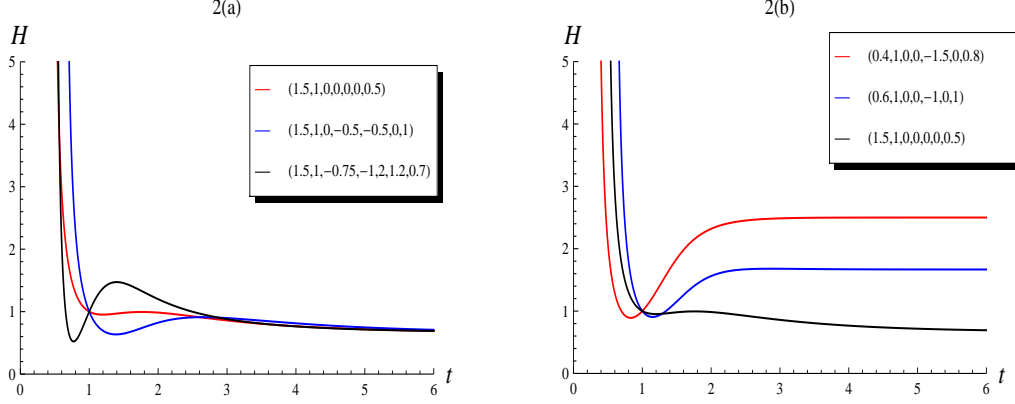 2(a)
H
5
4
3
2
1
0
0 1 2 3 4 5 6
t
(1.5,1,0,0,0,0,0.5)
(1.5,1,0,−0.5,−0.5,0,1)
(1.5,1,−0.75,−1,2,1.2,0.7)
2(b)
H
5
4
3
2
1
0
0 1 2 3 4 5 6
t
(0.4,1,0,0,−1.5,0,0.8)
(0.6,1,0,0,−1,0,1)
(1.5,1,0,0,0,0,0.5)